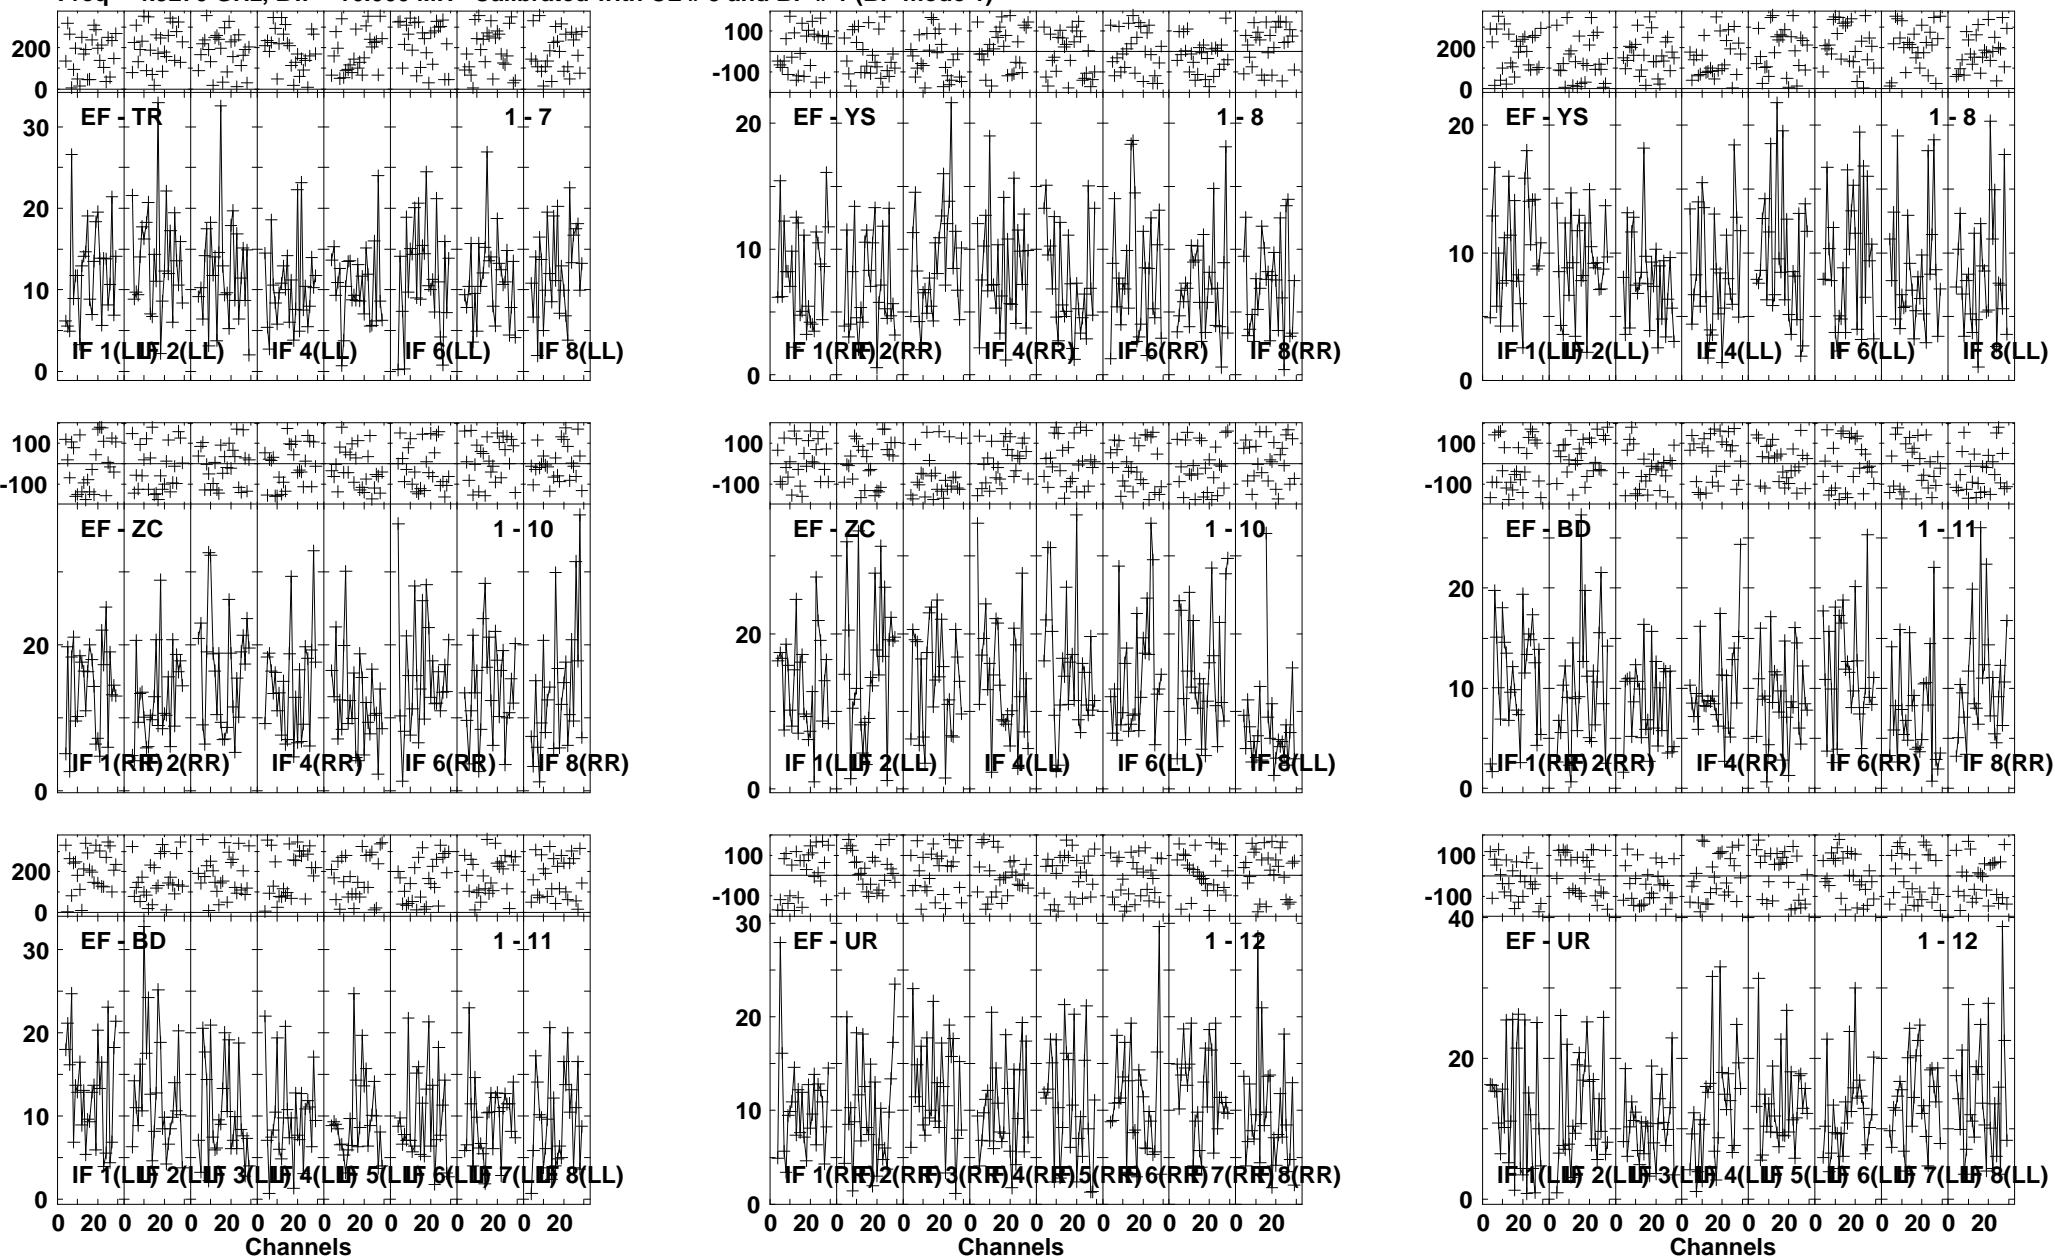 200
0
EF - TR 1 - 7
30
20
10
0
IF 1(LL) IF 2(LL) IF 4(LL) IF 6(LL) IF 8(LL)
100
-100
EF - YS 1 - 8
20
10
0
IF 1(RR) IF 2(RR) IF 4(RR) IF 6(RR) IF 8(RR)
200
0
EF - YS 1 - 8
20
10
0
IF 1(LL) IF 2(LL) IF 4(LL) IF 6(LL) IF 8(LL)
100
-100
EF - ZC 1 - 10
20
0
IF 1(RR) IF 2(RR) IF 4(RR) IF 6(RR) IF 8(RR)
100
-100
EF - ZC 1 - 10
20
0
IF 1(LL) IF 2(LL) IF 4(LL) IF 6(LL) IF 8(LL)
100
-100
EF - BD 1 - 11
20
10
0
IF 1(RR) IF 2(RR) IF 4(RR) IF 6(RR) IF 8(RR)
200
0
EF - BD 1 - 11
30
20
10
0
IF 1(LL) IF 2(LL) IF 3(LL) IF 4(LL) IF 5(LL) IF 6(LL) IF 7(LL) IF 8(LL)
0 20 0 20 0 20 0 20 0 20 0 20 0 20 0 20
Channels
100
-100
30
EF - UR 1 - 12
20
10
0
IF 1(RR) IF 2(RR) IF 3(RR) IF 4(RR) IF 5(RR) IF 6(RR) IF 7(RR) IF 8(RR)
0 20 0 20 0 20 0 20 0 20 0 20 0 20 0 20
Channels
100
-100
40
EF - UR 1 - 12
20
0
IF 1(LL) IF 2(LL) IF 3(LL) IF 4(LL) IF 5(LL) IF 6(LL) IF 7(LL) IF 8(LL)
0 20 0 20 0 20 0 20 0 20 0 20 0 20 0 20
Channels